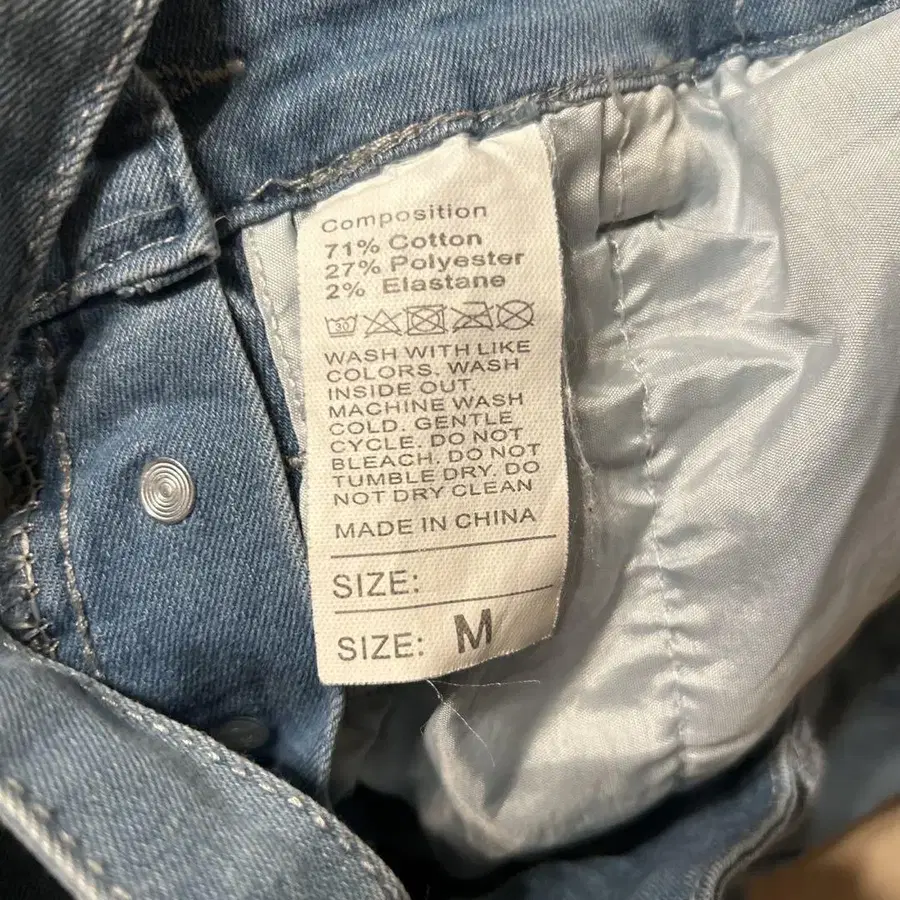 Composition
71% Cotton
27% Polyester
2% Elastane
30
WASH WITH LIKE
COLORS, WASH
INSIDE OUT,
MACHINE WASH
COLD. GENTLE
CYCLE. DO NOT
BLEACH. DO NOT
TUMBLE DRY. DO
NOT DRY CLEAN
MADE IN CHINA
SIZE:
SIZE: M